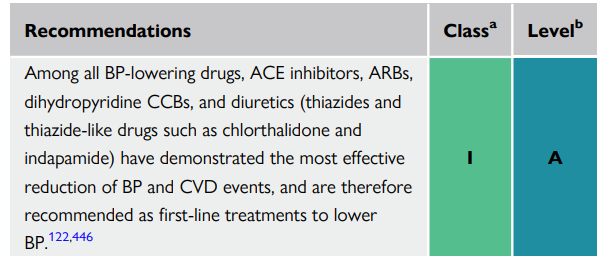 Recommendations Classᵃ Levelᵇ
Among all BP-lowering drugs, ACE inhibitors, ARBs,
dihydropyridine CCBs, and diuretics (thiazides and
thiazide-like drugs such as chlorthalidone and
indapamide) have demonstrated the most effective
reduction of BP and CVD events, and are therefore
recommended as first-line treatments to lower
BP.¹²²,⁴⁴⁶
I
A